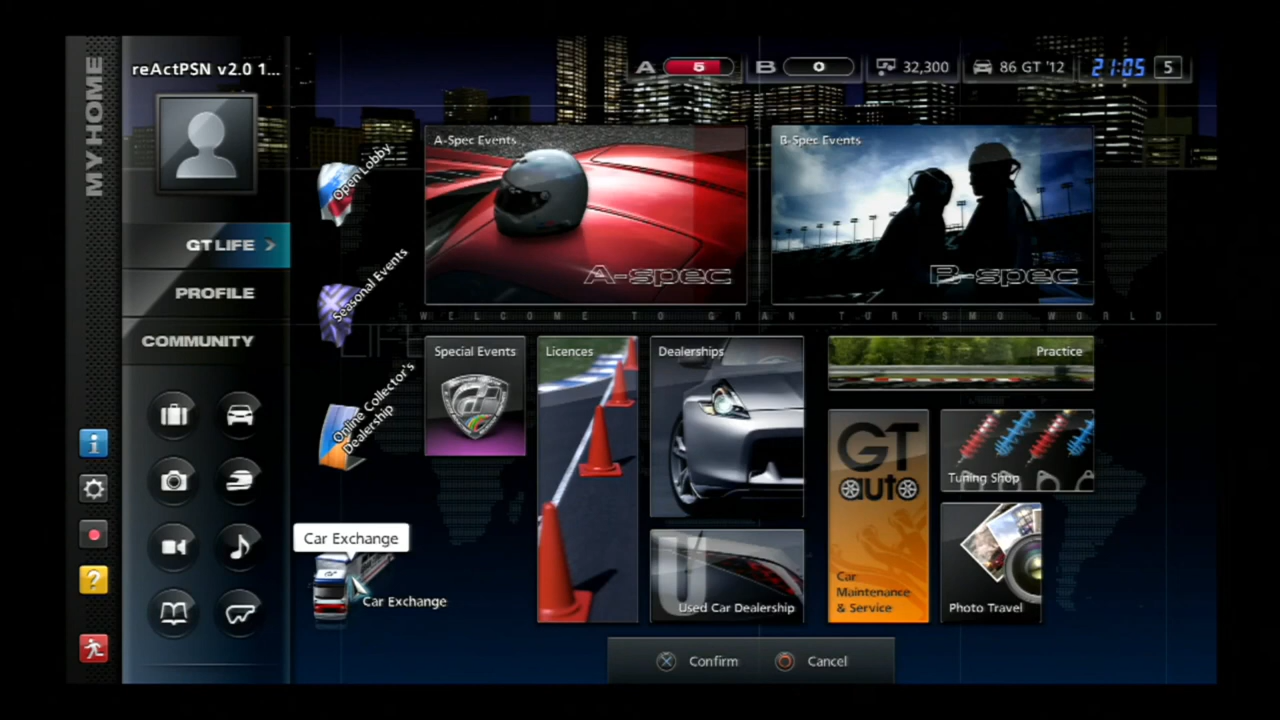 MY HOME
reActPSN v2.0 1...
A 5
B 0
32,300
86 GT '12
21:05
5
GT LIFE
PROFILE
COMMUNITY
Open Lobby
Seasonal Events
Online Collector's
Dealership
Car Exchange
Car Exchange
A-Spec Events
A-spec
B-Spec Events
B-spec
WELCOME TO GRAN TURISMO WORLD
Special Events
Licences
Dealerships
U
Used Car Dealership
Practice
GT
auto
Car
Maintenance
& Service
Tuning Shop
Photo Travel
Confirm
Cancel